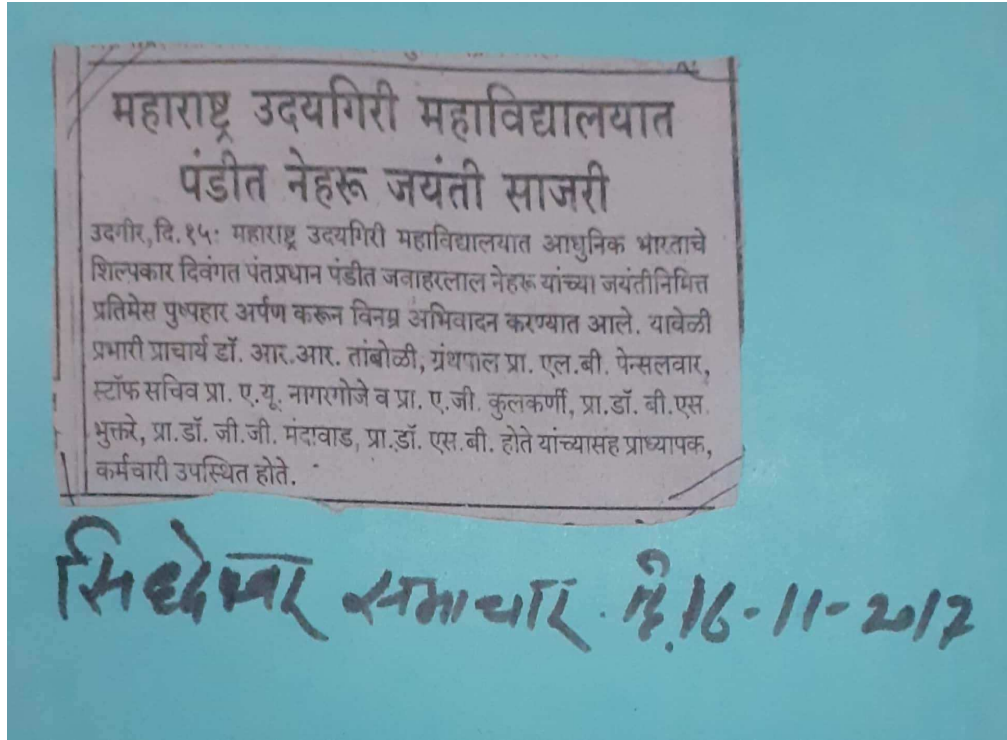 महाराष्ट्र उदयगिरी महाविद्यालयात
पंडीत नेहरू जयंती साजरी
उदगीर,दि.१५ः महाराष्ट्र उदयगिरी महाविद्यालयात आधुनिक भारताचे
शिल्पकार दिवंगत पंतप्रधान पंडीत जवाहरलाल नेहरू यांच्या जयंतीनिमित्त
प्रतिमेस पुष्पहार अर्पण करून विनम्र अभिवादन करण्यात आले. यावेळी
प्रभारी प्राचार्य डॉ. आर.आर. तांबोळी, ग्रंथपाल प्रा. एल.बी. पेन्सलवार,
स्टॉफ सचिव प्रा. ए.यू. नागरगोजे व प्रा. ए.जी. कुलकर्णी, प्रा.डॉ. बी.एस.
भुक्तरे, प्रा.डॉ. जी.जी. मंदावाड, प्रा.डॉ. एस.बी. होते यांच्यासह प्राध्यापक,
कर्मचारी उपस्थित होते.
सिध्देश्वर समाचार. दि.16-11-2017